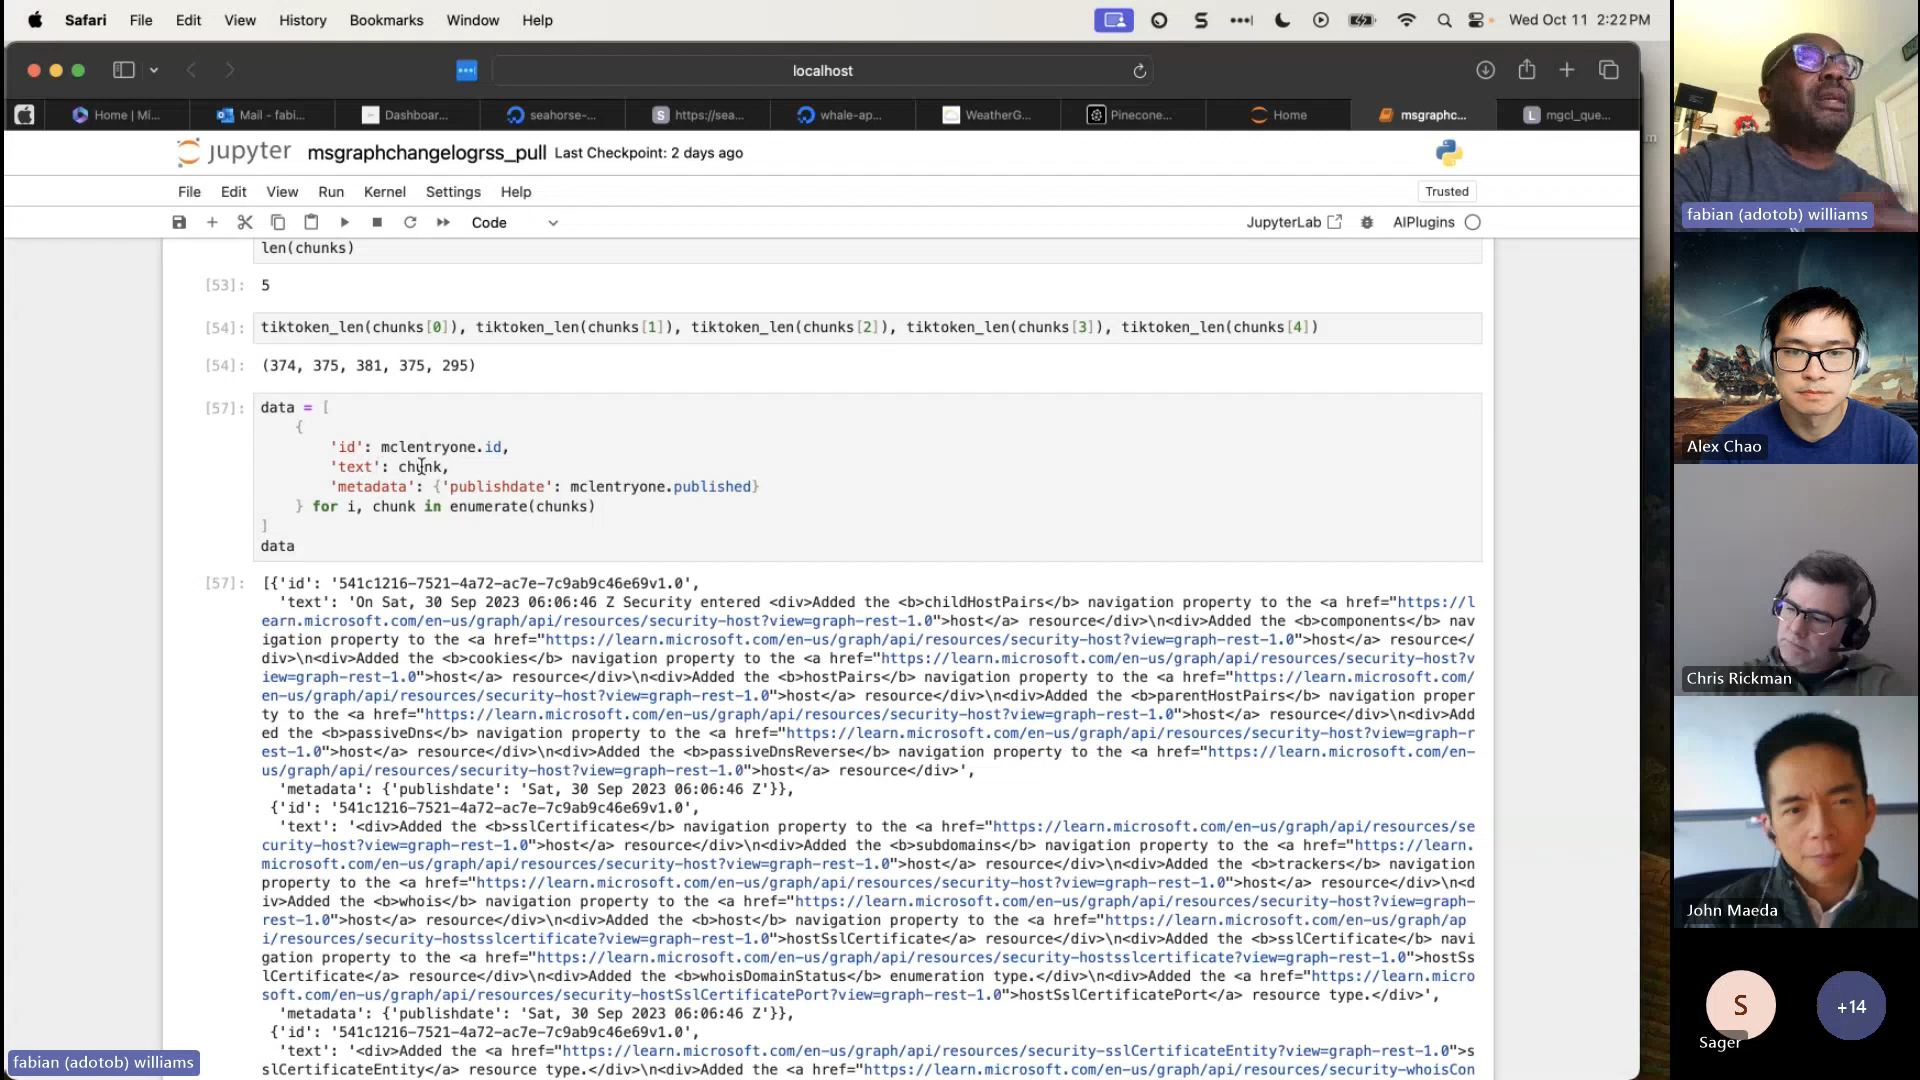 Safari File Edit View History Bookmarks Window Help Wed Oct 11 2:22 PM
localhost
Home | Mi... Mail - fabi... Dashboar... seahorse-... https://sea... whale-ap... WeatherG... Pinecone... Home msgraphc... mgcl_que...
jupyter msgraphchangelogrss_pull Last Checkpoint: 2 days ago
File Edit View Run Kernel Settings Help Trusted
Code JupyterLab AIPlugins
len(chunks)
[53]: 5
[54]: tiktoken_len(chunks[0]), tiktoken_len(chunks[1]), tiktoken_len(chunks[2]), tiktoken_len(chunks[3]), tiktoken_len(chunks[4])
[54]: (374, 375, 381, 375, 295)
[57]: data = [
{
'id': mclentryone.id,
'text': chunk,
'metadata': {'publishdate': mclentryone.published}
} for i, chunk in enumerate(chunks)
]
data
[57]: [{'id': '541c1216-7521-4a72-ac7e-7c9ab9c46e69v1.0',
'text': 'On Sat, 30 Sep 2023 06:06:46 Z Security entered <div>Added the <b>childHostPairs</b> navigation property to the <a href="https://l
earn.microsoft.com/en-us/graph/api/resources/security-host?view=graph-rest-1.0">host</a> resource</div>\n<div>Added the <b>components</b> nav
igation property to the <a href="https://learn.microsoft.com/en-us/graph/api/resources/security-host?view=graph-rest-1.0">host</a> resource</
div>\n<div>Added the <b>cookies</b> navigation property to the <a href="https://learn.microsoft.com/en-us/graph/api/resources/security-host?v
iew=graph-rest-1.0">host</a> resource</div>\n<div>Added the <b>hostPairs</b> navigation property to the <a href="https://learn.microsoft.com/
en-us/graph/api/resources/security-host?view=graph-rest-1.0">host</a> resource</div>\n<div>Added the <b>parentHostPairs</b> navigation proper
ty to the <a href="https://learn.microsoft.com/en-us/graph/api/resources/security-host?view=graph-rest-1.0">host</a> resource</div>\n<div>Add
ed the <b>passiveDns</b> navigation property to the <a href="https://learn.microsoft.com/en-us/graph/api/resources/security-host?view=graph-r
est-1.0">host</a> resource</div>\n<div>Added the <b>passiveDnsReverse</b> navigation property to the <a href="https://learn.microsoft.com/en-
us/graph/api/resources/security-host?view=graph-rest-1.0">host</a> resource</div>',
'metadata': {'publishdate': 'Sat, 30 Sep 2023 06:06:46 Z'}},
{'id': '541c1216-7521-4a72-ac7e-7c9ab9c46e69v1.0',
'text': '<div>Added the <b>sslCertificates</b> navigation property to the <a href="https://learn.microsoft.com/en-us/graph/api/resources/se
curity-host?view=graph-rest-1.0">host</a> resource</div>\n<div>Added the <b>subdomains</b> navigation property to the <a href="https://learn.
microsoft.com/en-us/graph/api/resources/security-host?view=graph-rest-1.0">host</a> resource</div>\n<div>Added the <b>trackers</b> navigation
property to the <a href="https://learn.microsoft.com/en-us/graph/api/resources/security-host?view=graph-rest-1.0">host</a> resource</div>\n<d
iv>Added the <b>whois</b> navigation property to the <a href="https://learn.microsoft.com/en-us/graph/api/resources/security-host?view=graph-
rest-1.0">host</a> resource</div>\n<div>Added the <b>host</b> navigation property to the <a href="https://learn.microsoft.com/en-us/graph/ap
i/resources/security-hostsslcertificate?view=graph-rest-1.0">hostSslCertificate</a> resource</div>\n<div>Added the <b>sslCertificate</b> navi
gation property to the <a href="https://learn.microsoft.com/en-us/graph/api/resources/security-hostsslcertificate?view=graph-rest-1.0">hostSs
lCertificate</a> resource</div>\n<div>Added the <b>whoisDomainStatus</b> enumeration type.</div>\n<div>Added the <a href="https://learn.micro
soft.com/en-us/graph/api/resources/security-hostSslCertificatePort?view=graph-rest-1.0">hostSslCertificatePort</a> resource type.</div>',
'metadata': {'publishdate': 'Sat, 30 Sep 2023 06:06:46 Z'}},
{'id': '541c1216-7521-4a72-ac7e-7c9ab9c46e69v1.0',
'text': '<div>Added the <a href="https://learn.microsoft.com/en-us/graph/api/resources/security-sslCertificateEntity?view=graph-rest-1.0">s
slCertificateEntity</a> resource type.</div>\n<div>Added the <a href="https://learn.microsoft.com/en-us/graph/api/resources/security-whoisCon
fabian (adotob) williams
fabian (adotob) williams
Alex Chao
Chris Rickman
John Maeda
S
Sager
+14